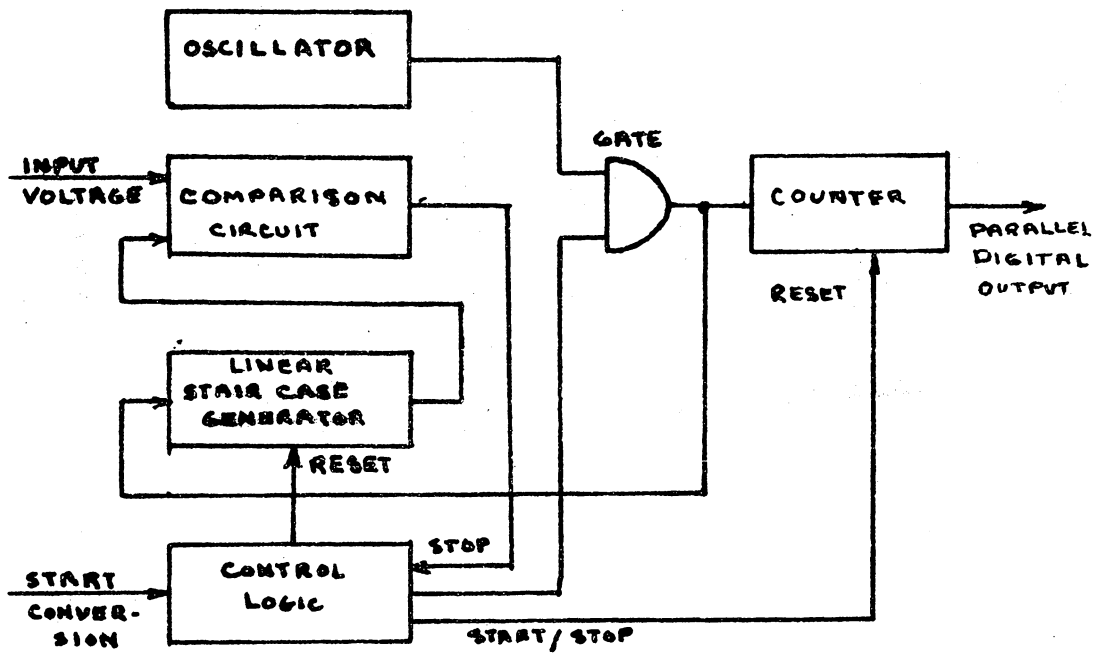 OSCILLATOR
GATE
INPUT
VOLTAGE
COMPARISON
CIRCUIT
COUNTER
PARALLEL
DIGITAL
OUTPUT
RESET
LINEAR
STAIR CASE
GENERATOR
RESET
STOP
START
CONVER-
SION
CONTROL
LOGIC
START/STOP